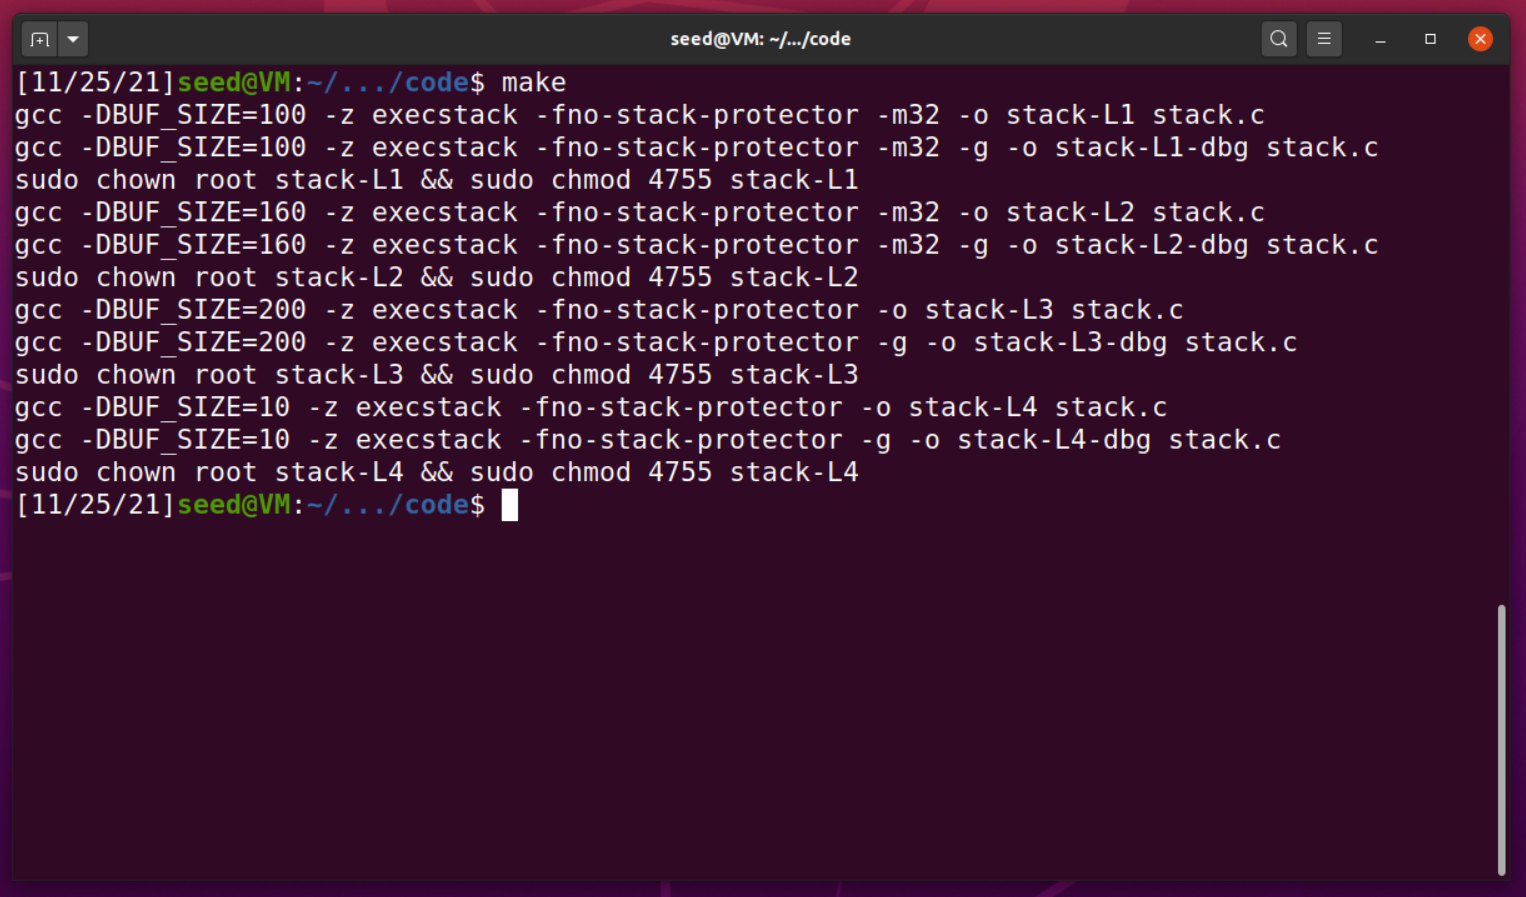 seed@VM: ~/.../code
[11/25/21]seed@VM:~/.../code$ make
gcc -DBUF_SIZE=100 -z execstack -fno-stack-protector -m32 -o stack-L1 stack.c
gcc -DBUF_SIZE=100 -z execstack -fno-stack-protector -m32 -g -o stack-L1-dbg stack.c
sudo chown root stack-L1 && sudo chmod 4755 stack-L1
gcc -DBUF_SIZE=160 -z execstack -fno-stack-protector -m32 -o stack-L2 stack.c
gcc -DBUF_SIZE=160 -z execstack -fno-stack-protector -m32 -g -o stack-L2-dbg stack.c
sudo chown root stack-L2 && sudo chmod 4755 stack-L2
gcc -DBUF_SIZE=200 -z execstack -fno-stack-protector -o stack-L3 stack.c
gcc -DBUF_SIZE=200 -z execstack -fno-stack-protector -g -o stack-L3-dbg stack.c
sudo chown root stack-L3 && sudo chmod 4755 stack-L3
gcc -DBUF_SIZE=10 -z execstack -fno-stack-protector -o stack-L4 stack.c
gcc -DBUF_SIZE=10 -z execstack -fno-stack-protector -g -o stack-L4-dbg stack.c
sudo chown root stack-L4 && sudo chmod 4755 stack-L4
[11/25/21]seed@VM:~/.../code$